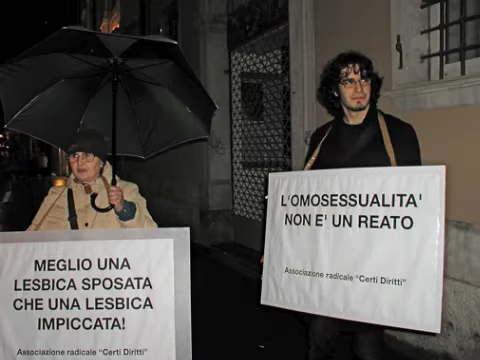 MEGLIO UNA
LESBICA SPOSATA
CHE UNA LESBICA
IMPICCATA!
Associazione radicale "Certi Diritti"
L'OMOSESSUALITA'
NON E' UN REATO
Associazione radicale "Certi Diritti"